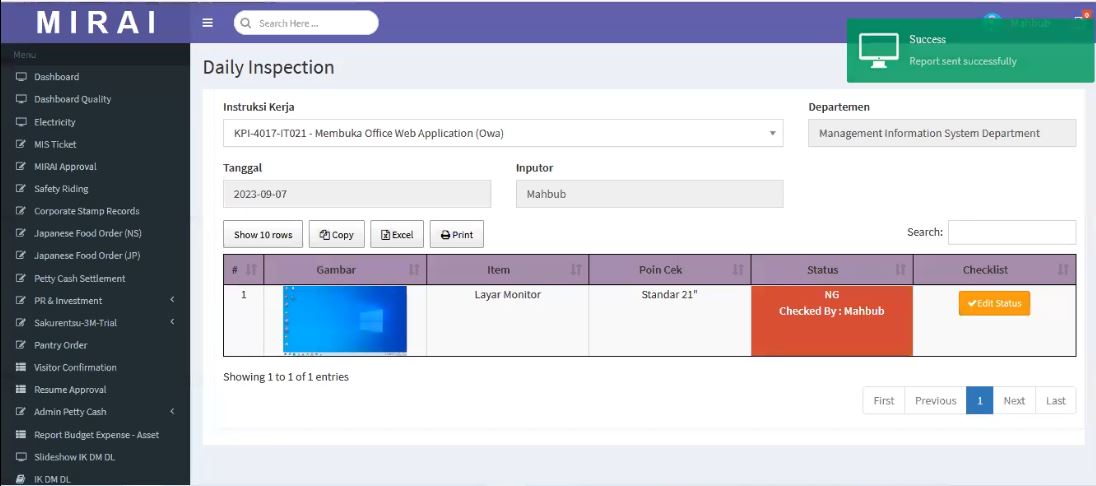 MIRAI
Search Here ...
Mahbub
0
Success
Report sent successfully
Menu
Dashboard
Dashboard Quality
Electricity
MIS Ticket
MIRAI Approval
Safety Riding
Corporate Stamp Records
Japanese Food Order (NS)
Japanese Food Order (JP)
Petty Cash Settlement
PR & Investment
Sakurentsu-3M-Trial
Pantry Order
Visitor Confirmation
Resume Approval
Admin Petty Cash
Report Budget Expense - Asset
Slideshow IK DM DL
IK DM DL
Daily Inspection
Instruksi Kerja
Departemen
KPI-4017-IT021 - Membuka Office Web Application (Owa)
Management Information System Department
Tanggal
Inputor
2023-09-07
Mahbub
Show 10 rows
Copy
Excel
Print
Search:
# Gambar Item Poin Cek Status Checklist
1 Layar Monitor Standar 21" NG Edit Status
Checked By : Mahbub
Showing 1 to 1 of 1 entries
First Previous 1 Next Last